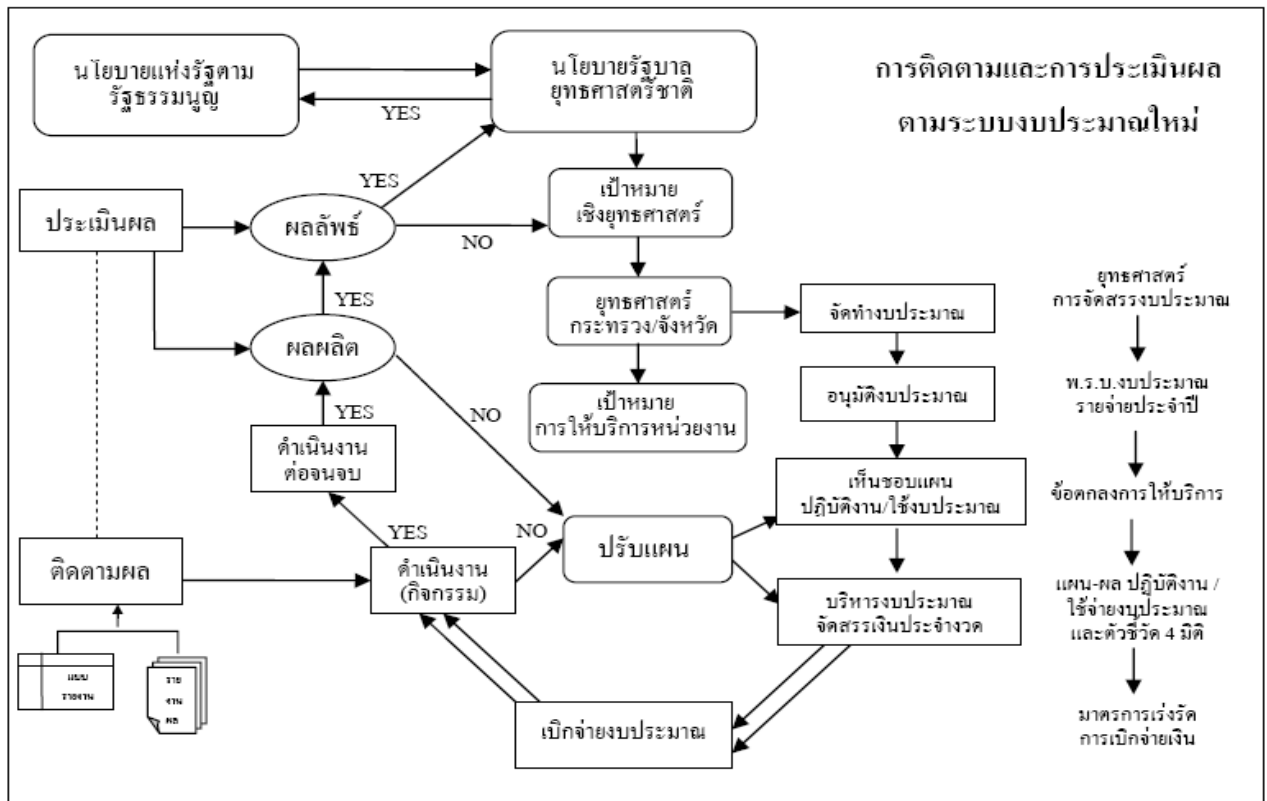 นโยบายแห่งรัฐตาม
รัฐธรรมนูญ
นโยบายรัฐบาล
ยุทธศาสตร์ชาติ
การติดตามและการประเมินผล
ตามระบบงบประมาณใหม่
YES
YES
ประเมินผล
ผลลัพธ์
NO
เป้าหมาย
เชิงยุทธศาสตร์
YES
ยุทธศาสตร์
กระทรวง/จังหวัด
จัดทำงบประมาณ
ยุทธศาสตร์
การจัดสรรงบประมาณ
ผลผลิต
YES
NO
เป้าหมาย
การให้บริการหน่วยงาน
อนุมัติงบประมาณ
พ.ร.บ.งบประมาณ
รายจ่ายประจำปี
ดำเนินงาน
ต่อจนจบ
เห็นชอบแผน
ปฏิบัติงาน/ใช้งบประมาณ
ข้อตกลงการให้บริการ
YES
NO
ปรับแผน
ติดตามผล
ดำเนินงาน
(กิจกรรม)
บริหารงบประมาณ
จัดสรรเงินประจำงวด
แผน-ผล ปฏิบัติงาน /
ใช้จ่ายงบประมาณ
และตัวชี้วัด 4 มิติ
แบบ
รายงาน
ราย
งาน
ผล
เบิกจ่ายงบประมาณ
มาตรการเร่งรัด
การเบิกจ่ายเงิน